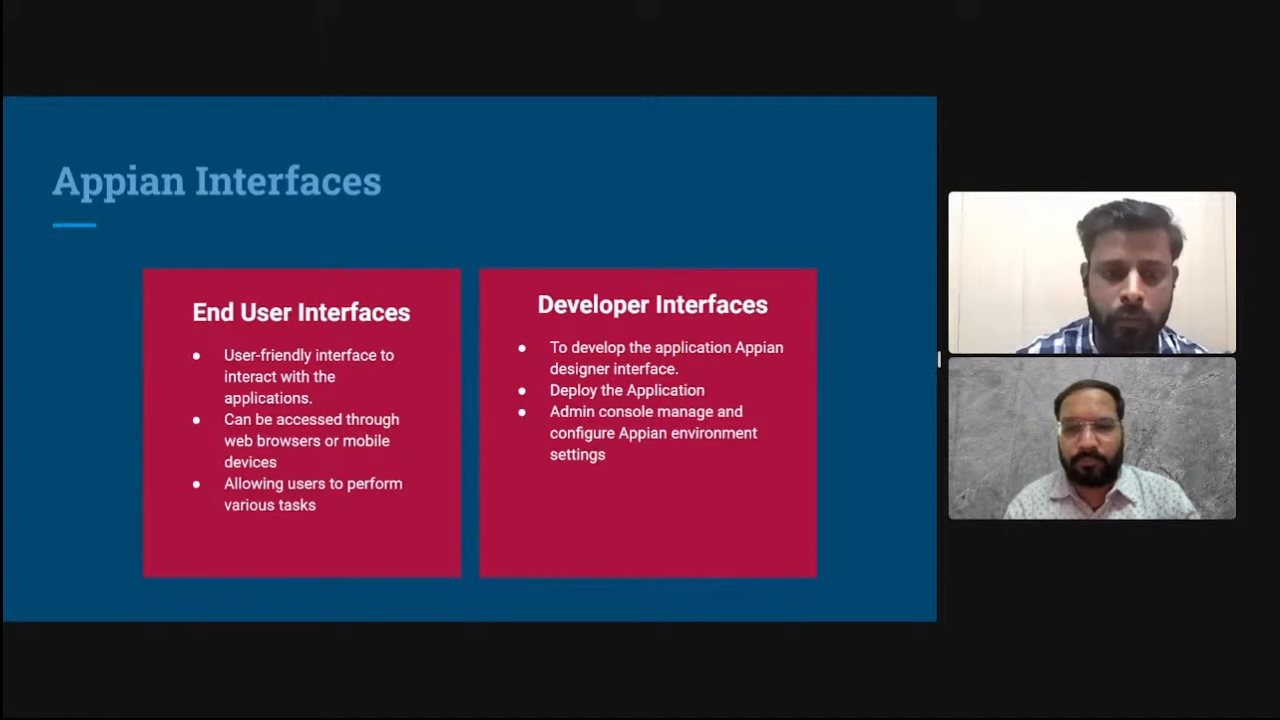 Appian Interfaces
End User Interfaces
● User-friendly interface to
interact with the
applications.
● Can be accessed through
web browsers or mobile
devices
● Allowing users to perform
various tasks
Developer Interfaces
● To develop the application Appian
designer interface.
● Deploy the Application
● Admin console manage and
configure Appian environment
settings